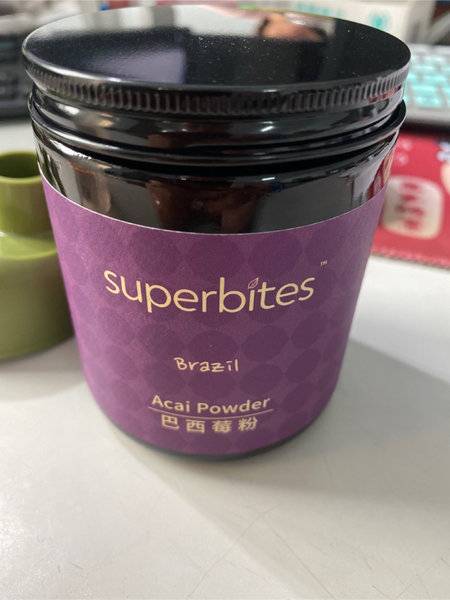 superbites™
Brazil
Acai Powder
巴西莓粉